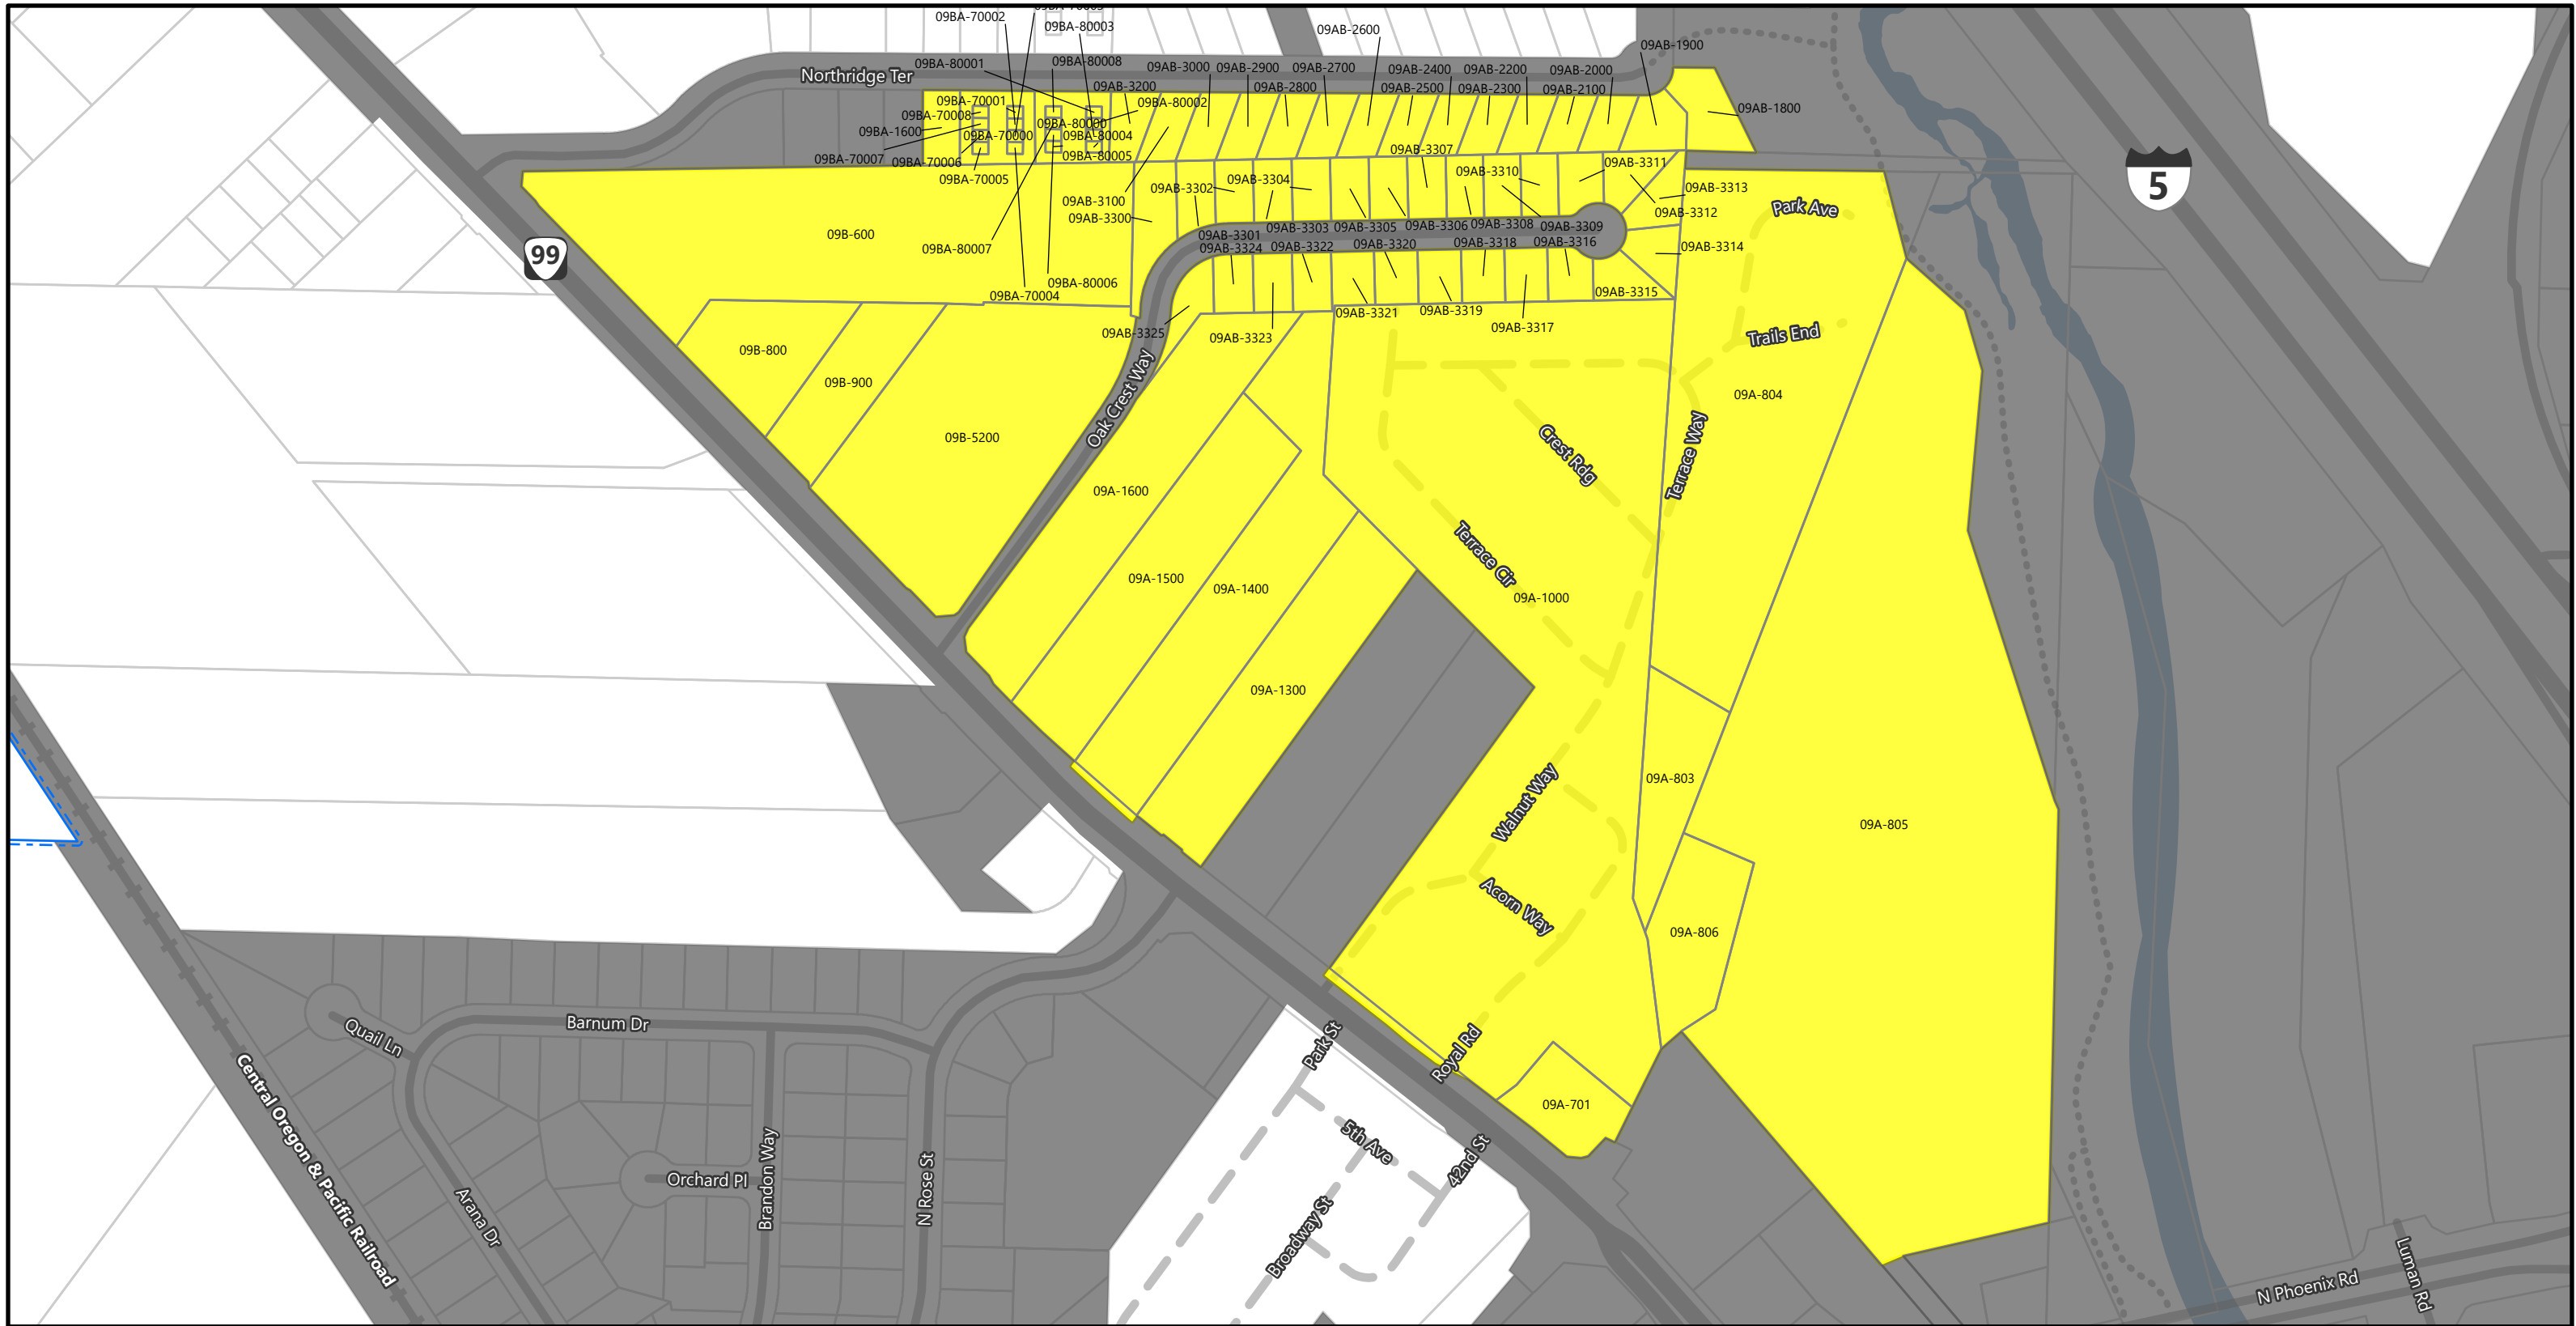 09BA-70002
09BA-80003
09AB-2600
09AB-1900
09BA-80001
09BA-80008
09AB-3000
09AB-2900
09AB-2700
09AB-2400
09AB-2200
09AB-2000
Northridge Ter
09AB-3200
09AB-2800
09AB-2500
09AB-2300
09AB-2100
09BA-70001
09BA-80002
09AB-1800
09BA-70008
09BA-80000
09BA-1600
09BA-70000
09BA-80004
09AB-3307
09BA-70007
09BA-70006
09BA-80005
09AB-3311
09BA-70005
09AB-3302
09AB-3304
09AB-3310
09AB-3313
09AB-3100
09AB-3300
09AB-3312
Park Ave
5
09B-600
09BA-80007
09AB-3301
09AB-3303
09AB-3305
09AB-3306
09AB-3308
09AB-3309
09AB-3324
09AB-3322
09AB-3320
09AB-3318
09AB-3316
09AB-3314
99
09BA-80006
09BA-70004
09AB-3315
09AB-3325
09AB-3323
09AB-3321
09AB-3319
09AB-3317
Trails End
09B-800
09B-900
09A-804
Oak Crest Way
09B-5200
Crest Rdg
Terrace Way
09A-1600
Terrace Cir
09A-1500
09A-1400
09A-1000
09A-1300
09A-803
Walnut Way
09A-805
Acorn Way
09A-806
Quail Ln
Barnum Dr
Park St
Royal Rd
09A-701
5th Ave
42nd St
Central Oregon & Pacific Railroad
Orchard Pl
Brandon Way
N Rose St
Arana Dr
Broadway St
N Phoenix Rd
Luman Rd